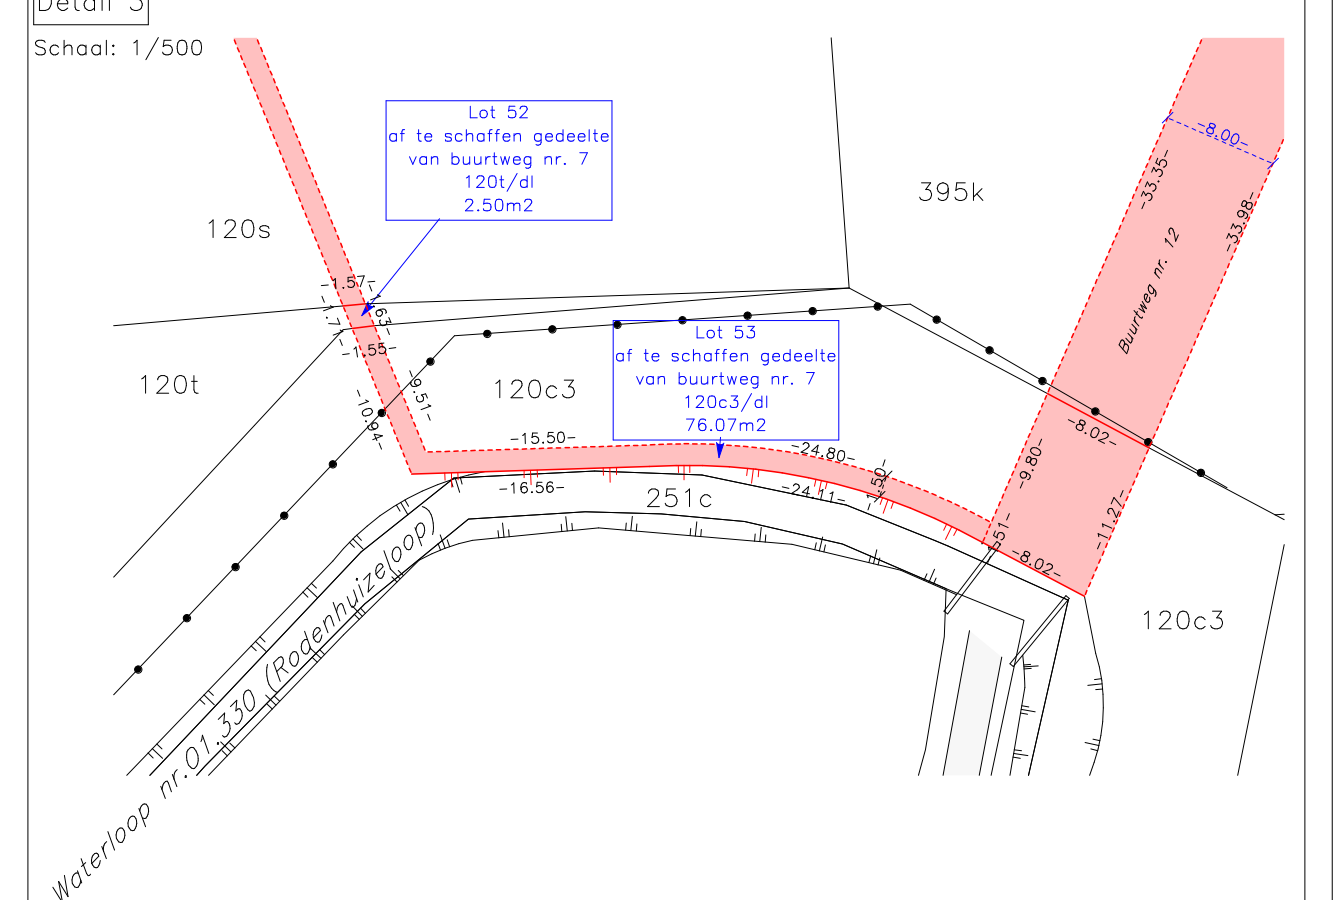 Detail 5
Schaal: 1/500
Lot 52
af te schaffen gedeelte
van buurtweg nr. 7
120t/dl
2.50m2
395k
120s
-8.00-
-33.35-
-33.98-
Buurtweg nr. 12
-1.57-
-1.55-
120t
120c3
Lot 53
af te schaffen gedeelte
van buurtweg nr. 7
120c3/dl
76.07m2
-10.94-
-9.51-
-15.50-
-24.80-
-8.02-
-9.80-
-16.56-
251c
-24.11-
-1.50-
-11.27-
-8.02-
120c3
Waterloop nr.01.330 (Rodenhuizeloop)